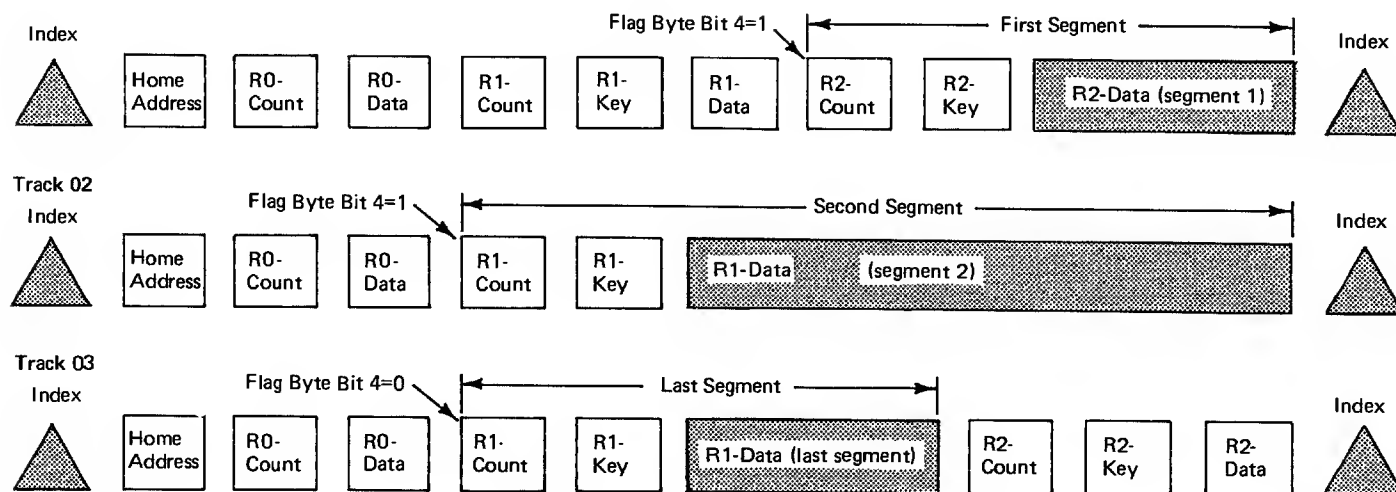 Flag Byte Bit 4=1
First Segment
Index
Index
Home
Address
R0-
Count
R0-
Data
R1-
Count
R1-
Key
R1-
Data
R2-
Count
R2-
Key
R2-Data (segment 1)
Track 02
Index
Flag Byte Bit 4=1
Second Segment
Index
Home
Address
R0-
Count
R0-
Data
R1-
Count
R1-
Key
R1-Data (segment 2)
Track 03
Index
Flag Byte Bit 4=0
Last Segment
Index
Home
Address
R0-
Count
R0-
Data
R1-
Count
R1-
Key
R1-Data (last segment)
R2-
Count
R2-
Key
R2-
Data